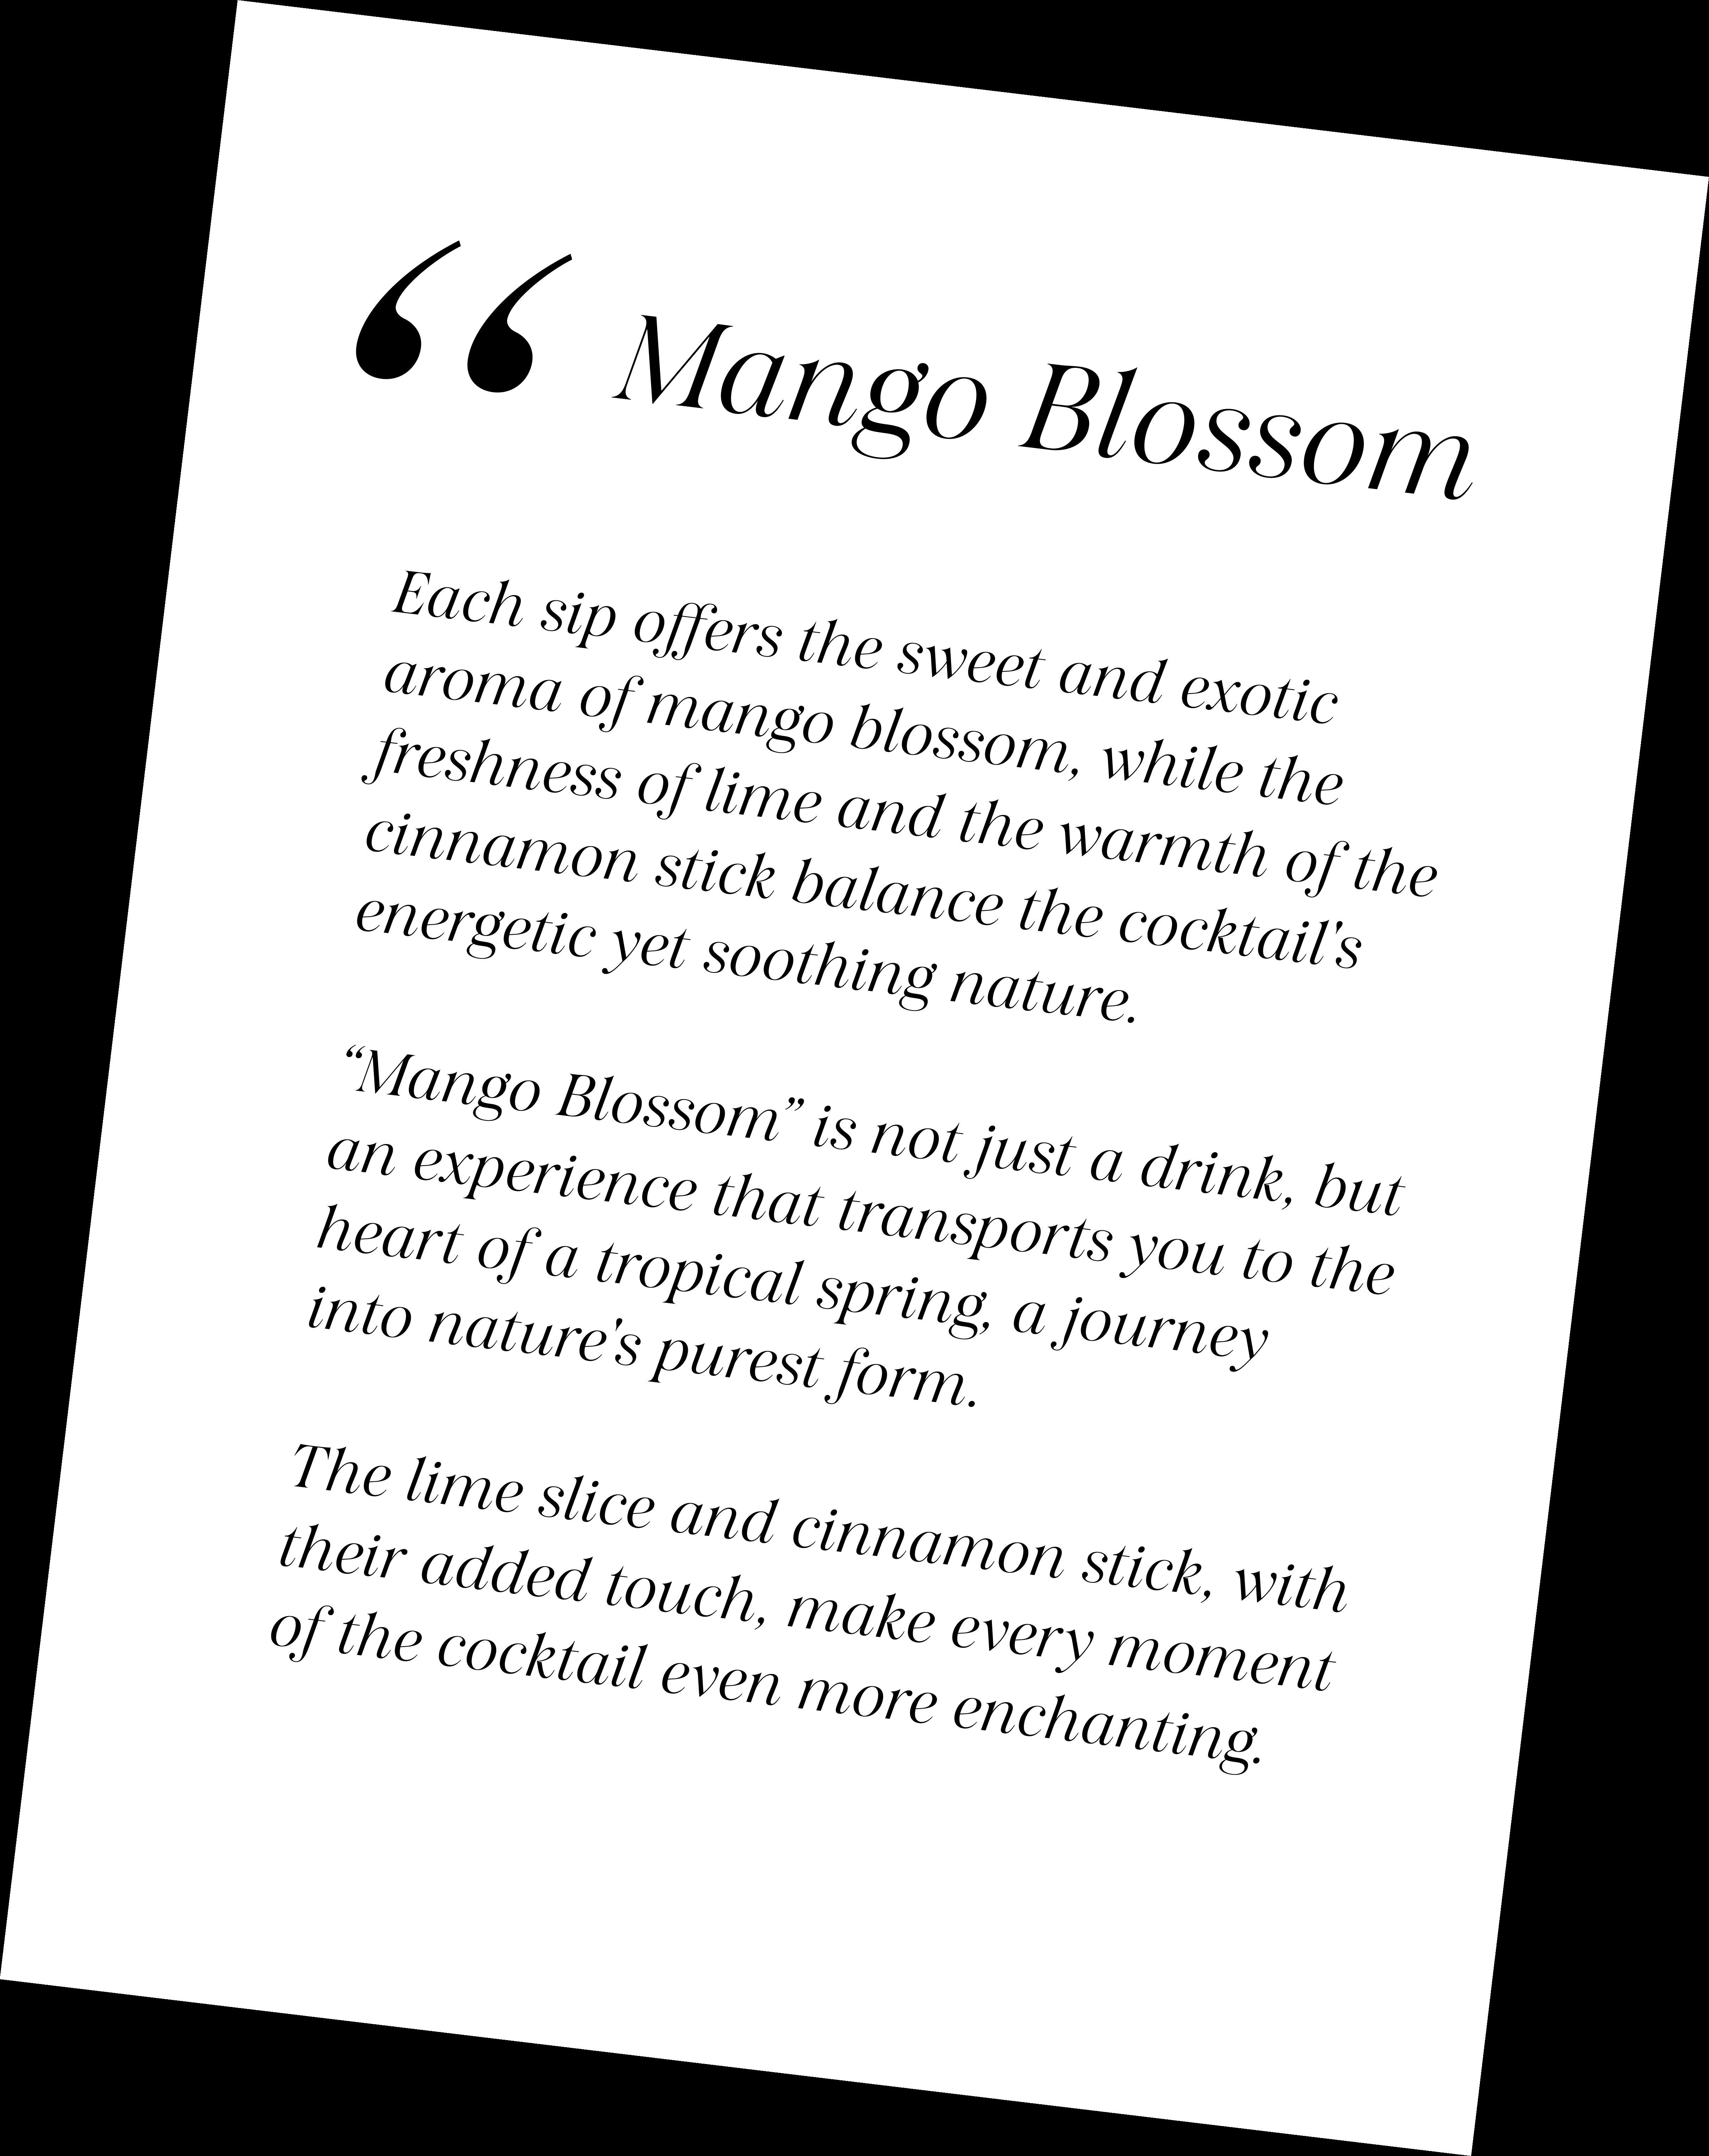 “ Mango Blossom
Each sip offers the sweet and exotic
aroma of mango blossom, while the
freshness of lime and the warmth of the
cinnamon stick balance the cocktail's
energetic yet soothing nature.
“Mango Blossom” is not just a drink, but
an experience that transports you to the
heart of a tropical spring, a journey
into nature's purest form.
The lime slice and cinnamon stick, with
their added touch, make every moment
of the cocktail even more enchanting.